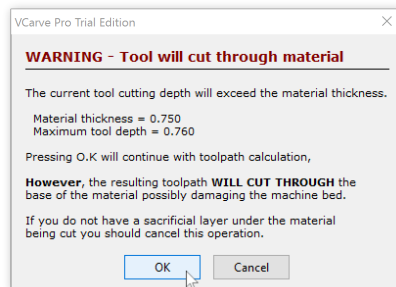 VCarve Pro Trial Edition
WARNING - Tool will cut through material
The current tool cutting depth will exceed the material thickness.
Material thickness = 0.750
Maximum tool depth = 0.760
Pressing O.K will continue with toolpath calculation,
However, the resulting toolpath WILL CUT THROUGH the
base of the material possibly damaging the machine bed.
If you do not have a sacrificial layer under the material
being cut you should cancel this operation.
OK Cancel